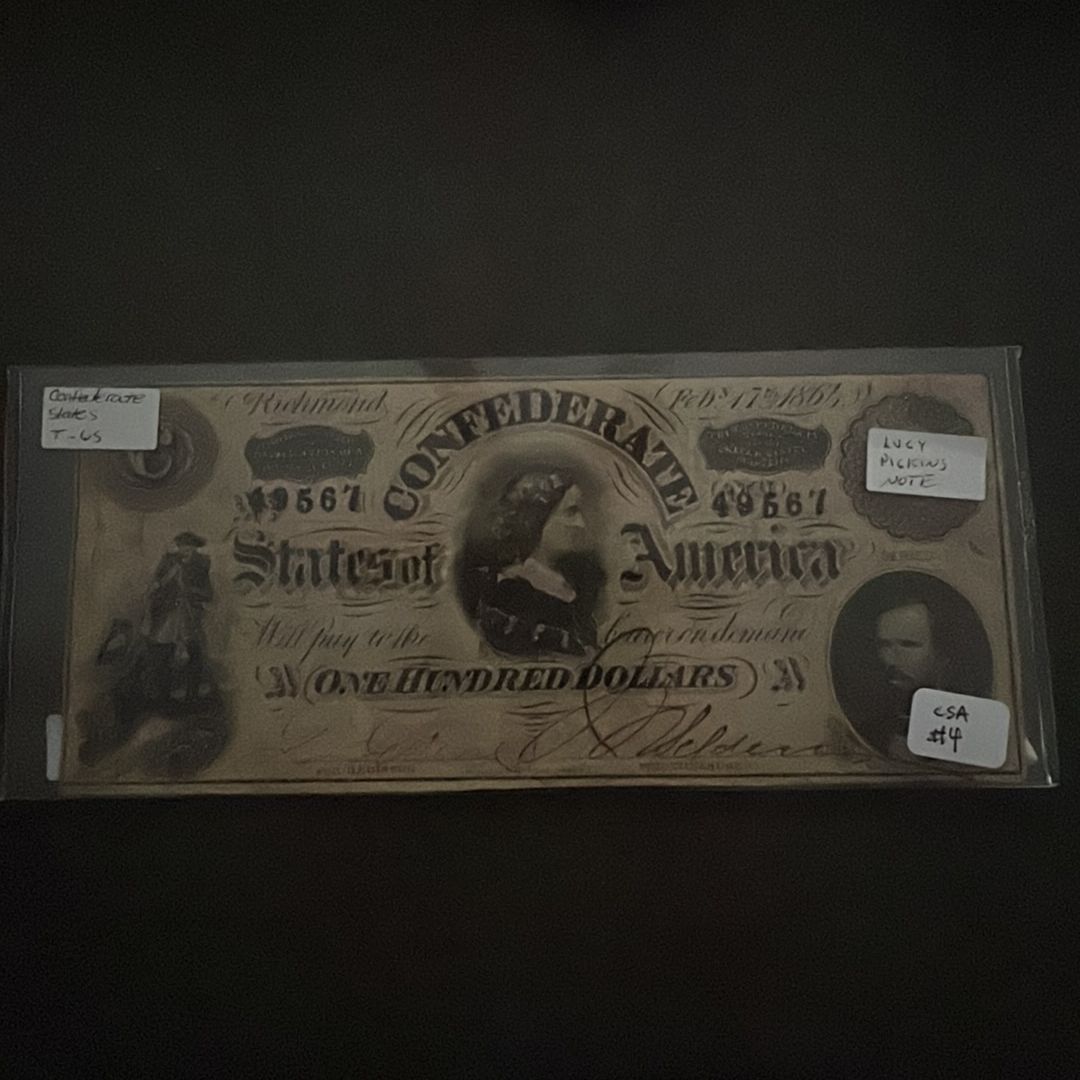 Confederate
States
T-65
Richmond
Feby 17th 1864
LUCY
PICKINS
NOTE
CONFEDERATE
49567
49567
States of
America
Will pay to the
bearer on demand
ONE HUNDRED DOLLARS
CSA
#4